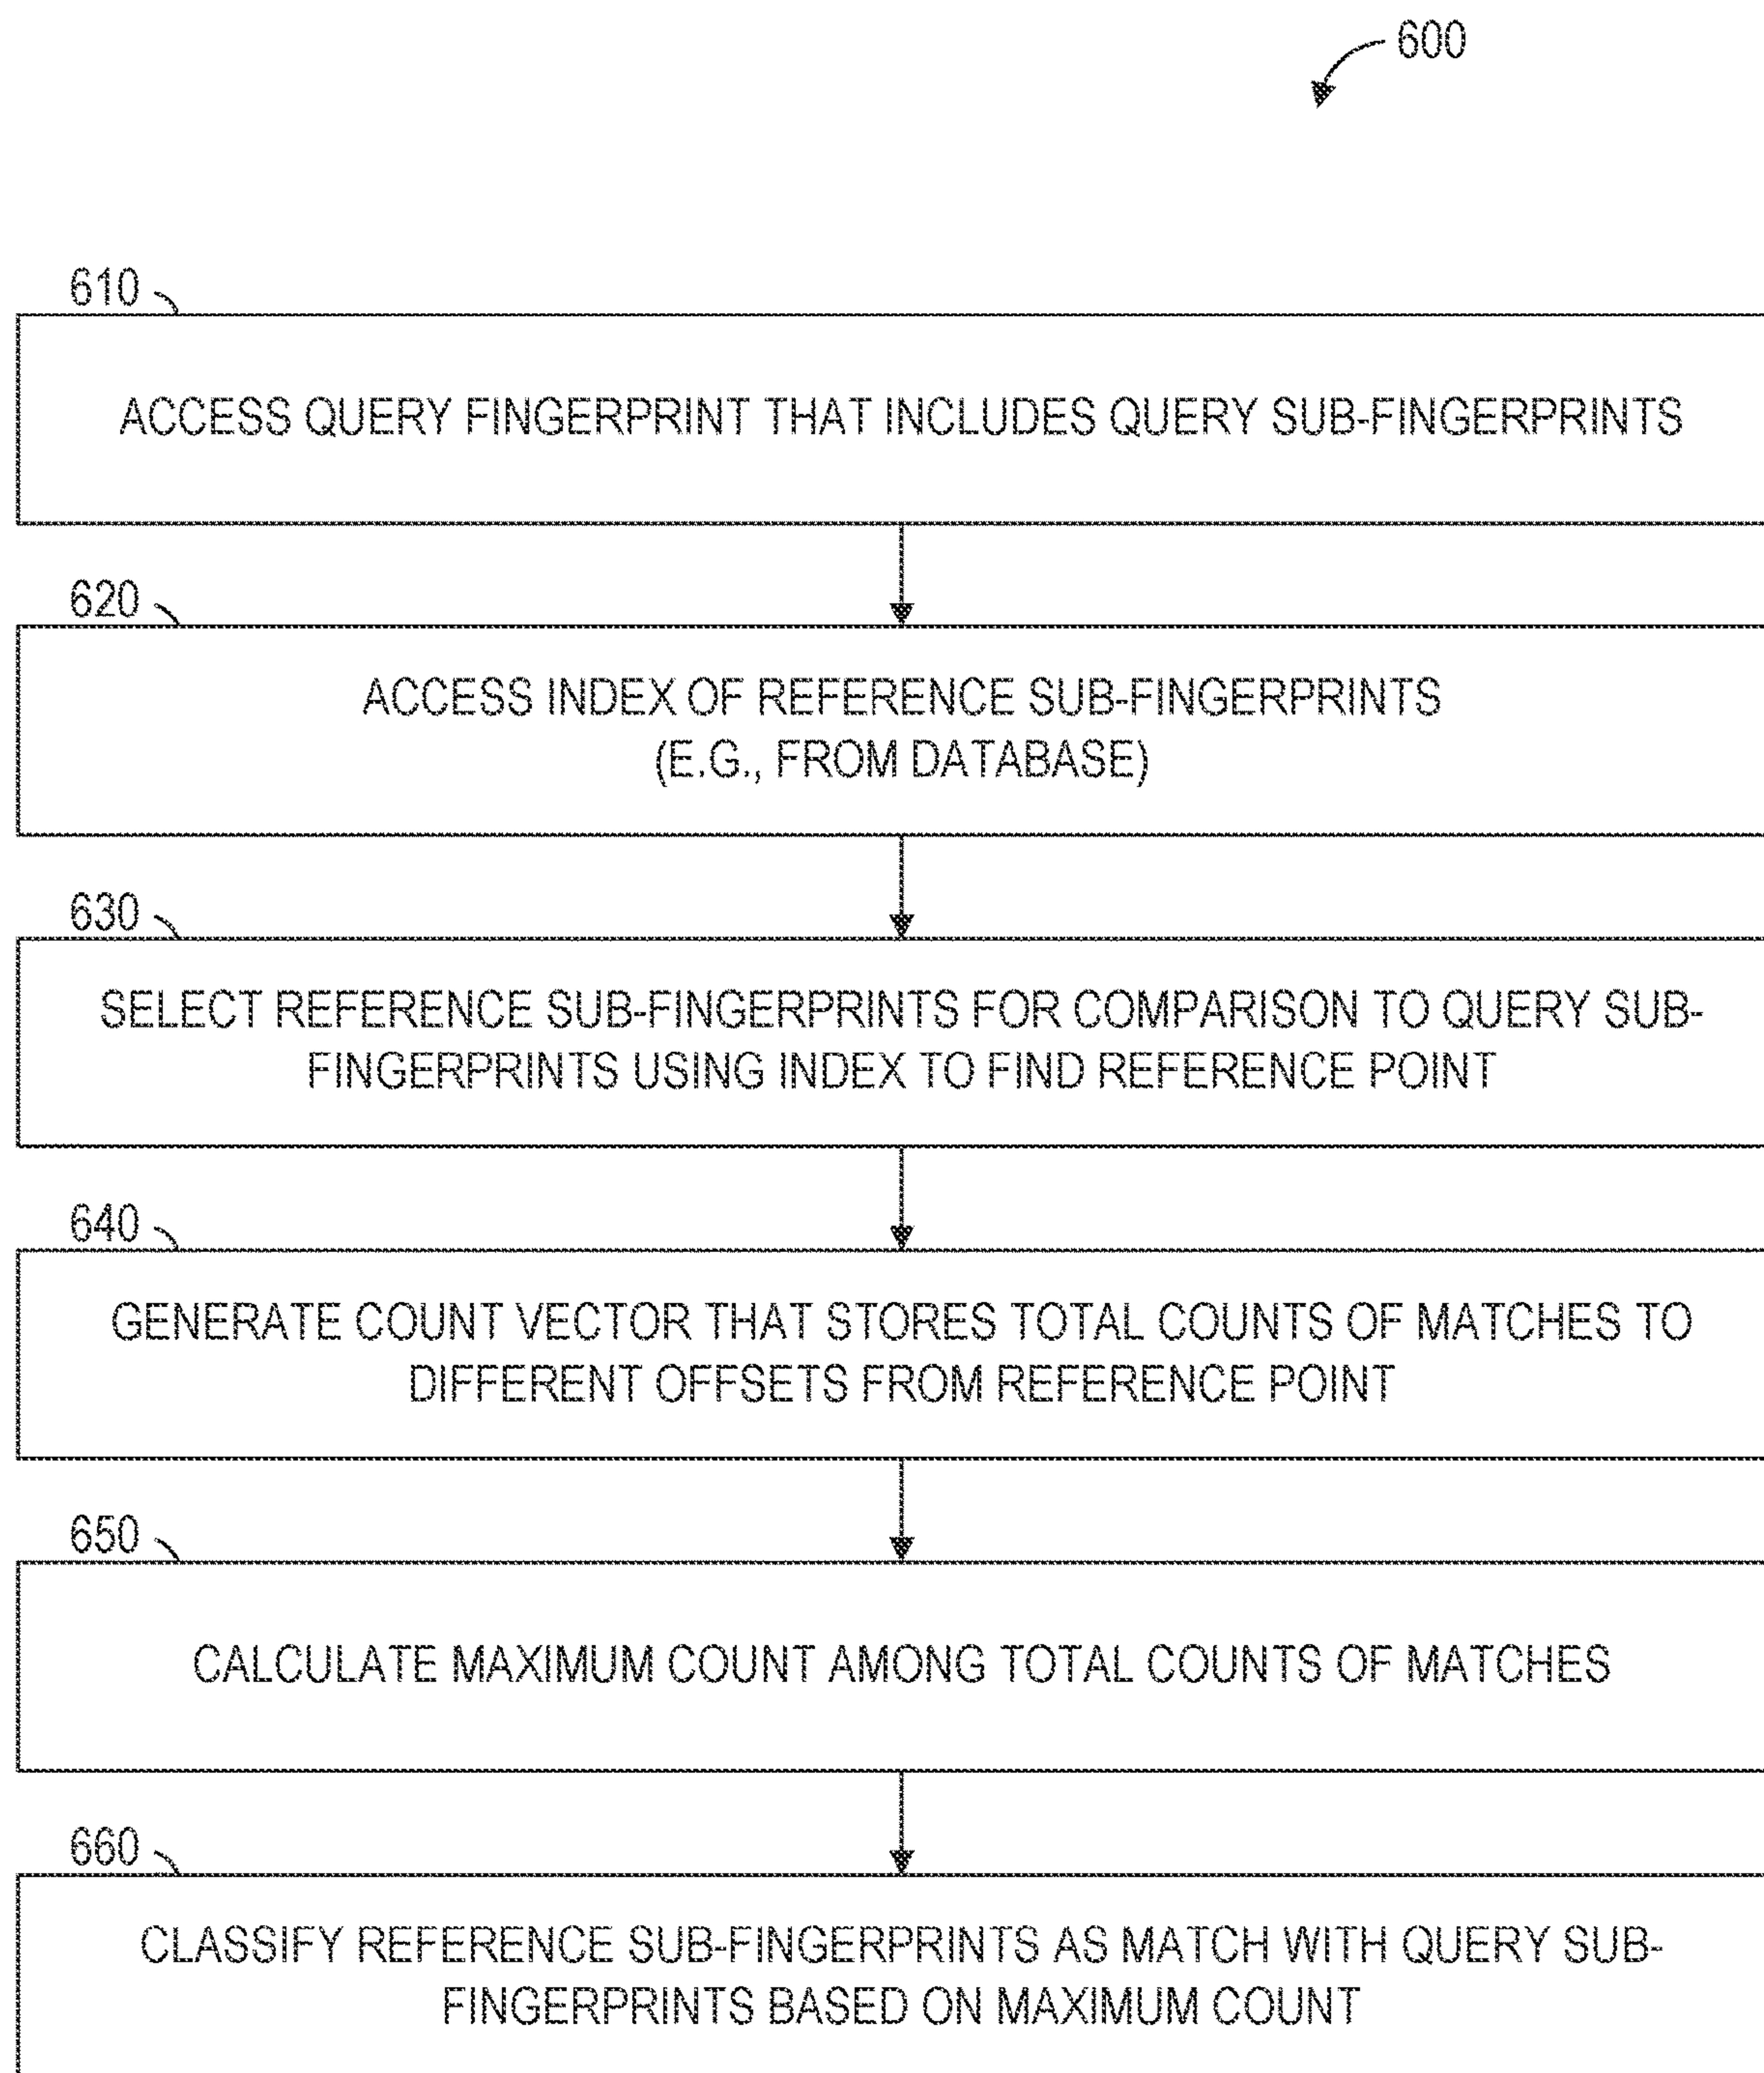 600
610
ACCESS QUERY FINGERPRINT THAT INCLUDES QUERY SUB-FINGERPRINTS
620
ACCESS INDEX OF REFERENCE SUB-FINGERPRINTS
(E.G., FROM DATABASE)
630
SELECT REFERENCE SUB-FINGERPRINTS FOR COMPARISON TO QUERY SUB-
FINGERPRINTS USING INDEX TO FIND REFERENCE POINT
640
GENERATE COUNT VECTOR THAT STORES TOTAL COUNTS OF MATCHES TO
DIFFERENT OFFSETS FROM REFERENCE POINT
650
CALCULATE MAXIMUM COUNT AMONG TOTAL COUNTS OF MATCHES
660
CLASSIFY REFERENCE SUB-FINGERPRINTS AS MATCH WITH QUERY SUB-
FINGERPRINTS BASED ON MAXIMUM COUNT